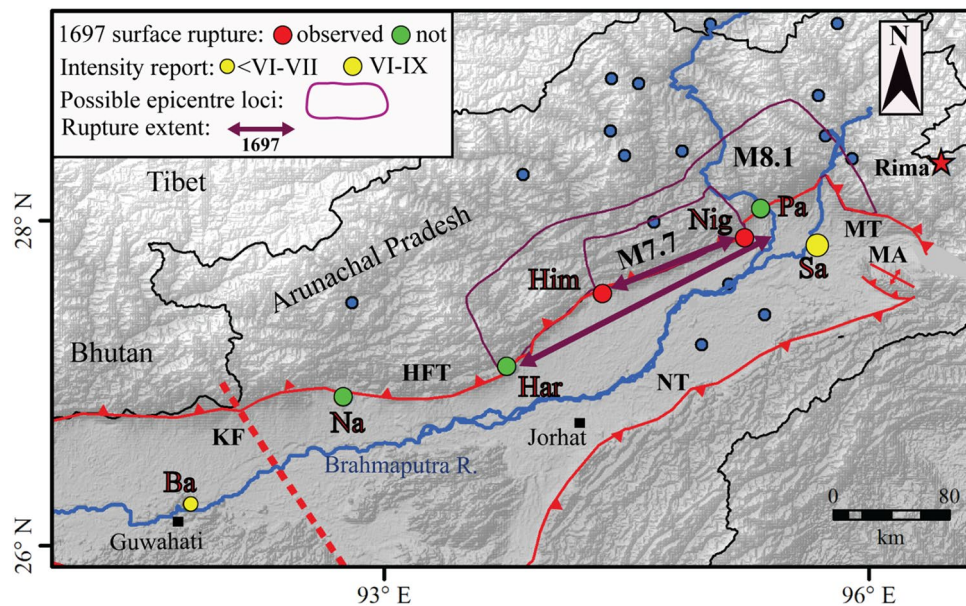 1697 surface rupture: observed not
Intensity report: <VI-VII VI-IX
Possible epicentre loci:
Rupture extent:
1697
N
Tibet
28° N
26° N
Arunachal Pradesh
Bhutan
M8.1
M7.7
Rima
Pa
Nig
Sa
MT
MA
Him
Har
HFT
Na
NT
KF
Jorhat
Brahmaputra R.
Ba
Guwahati
0 80
km
93° E 96° E